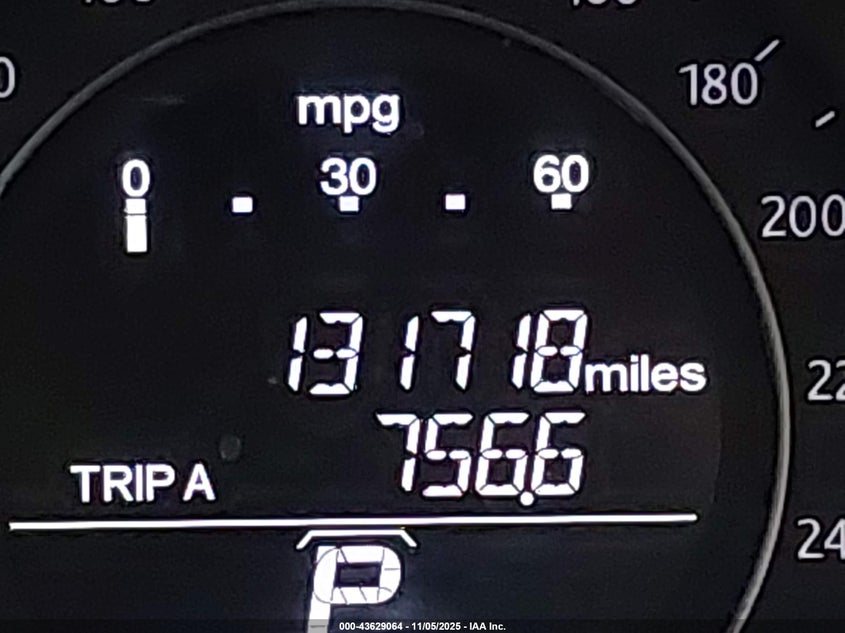 180
mpg
0 30 60
200
131718 miles
TRIP A 756.6
P
000-43629064 - 11/05/2025 - IAA Inc.